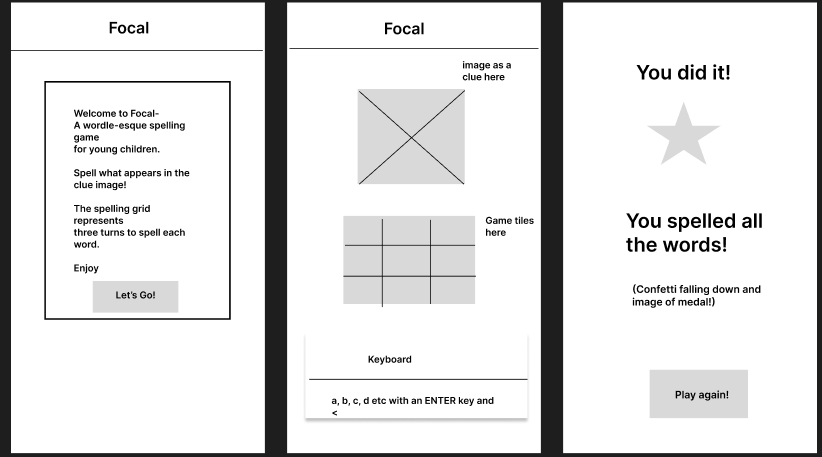 Focal
Welcome to Focal-
A wordle-esque spelling
game
for young children.
Spell what appears in the
clue image!
The spelling grid
represents
three turns to spell each
word.
Enjoy
Let's Go!
Focal
image as a
clue here
Game tiles
here
Keyboard
a, b, c, d etc with an ENTER key and
<
You did it!
You spelled all
the words!
(Confetti falling down and
image of medal!)
Play again!